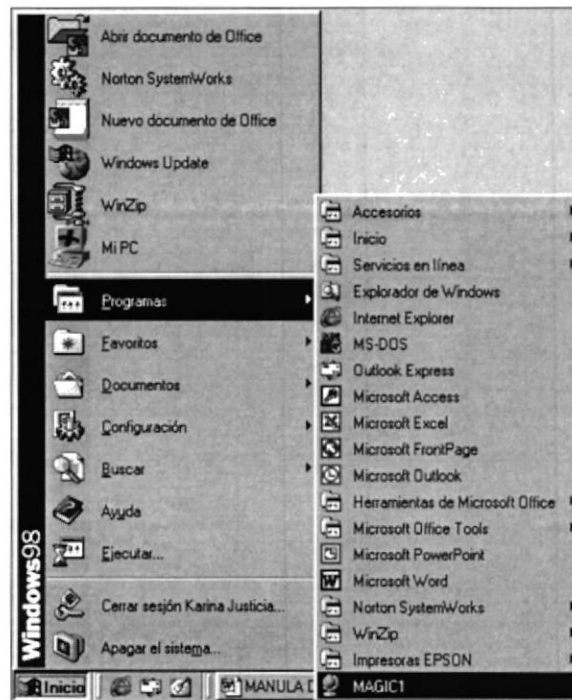 Abrir documento de Office
Norton SystemWorks
Nuevo documento de Office
Windows Update
WinZip
Mi PC
Programas
Favoritos
Documentos
Configuración
Buscar
Ayuda
Ejecutar...
Cerrar sesión Karina Justicia...
Apagar el sistema...
Windows98
Accesorios
Inicio
Servicios en línea
Explorador de Windows
Internet Explorer
MS-DOS
Outlook Express
Microsoft Access
Microsoft Excel
Microsoft FrontPage
Microsoft Outlook
Herramientas de Microsoft Office
Microsoft Office Tools
Microsoft PowerPoint
Microsoft Word
Norton SystemWorks
WinZip
Impresoras EPSON
MAGIC1
Inicio
MANULA D